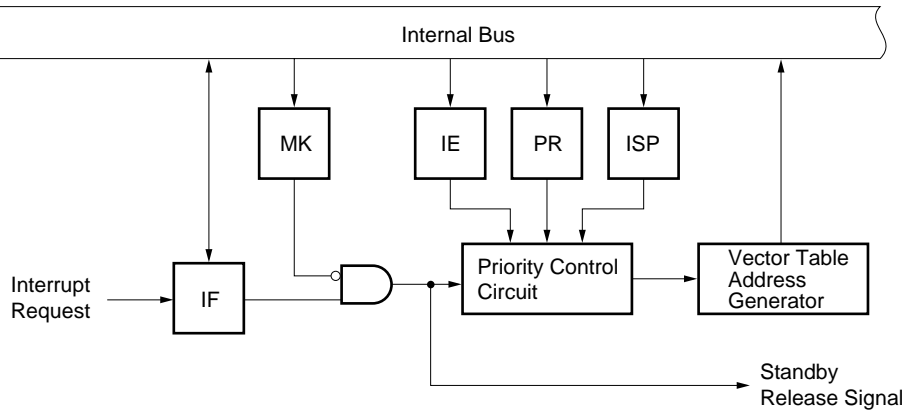 Internal Bus
MK
IE
PR
ISP
Interrupt
Request
IF
Priority Control
Circuit
Vector Table
Address
Generator
Standby
Release Signal